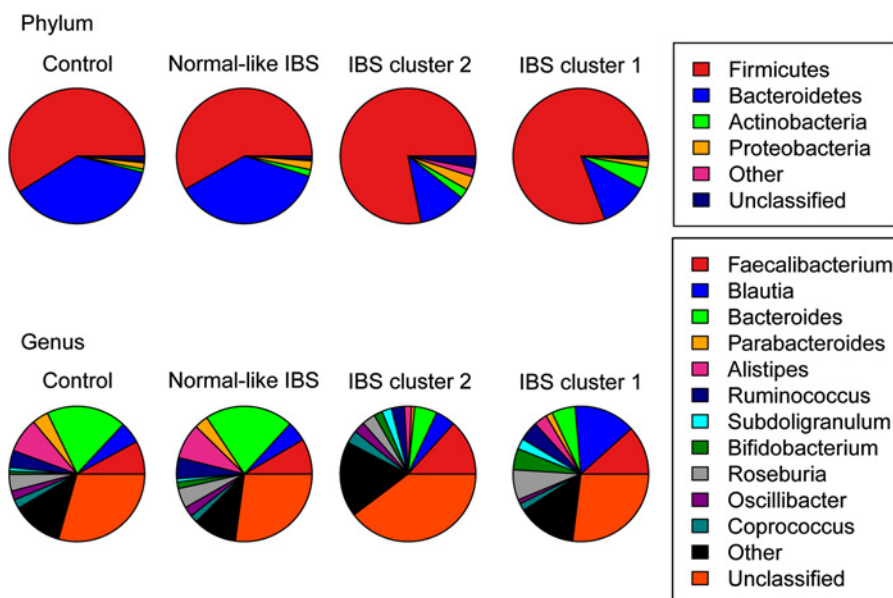 Phylum
Control
Normal-like IBS
IBS cluster 2
IBS cluster 1
Firmicutes
Bacteroidetes
Actinobacteria
Proteobacteria
Other
Unclassified
Genus
Control
Normal-like IBS
IBS cluster 2
IBS cluster 1
Faecalibacterium
Blautia
Bacteroides
Parabacteroides
Alistipes
Ruminococcus
Subdoligranulum
Bifidobacterium
Roseburia
Oscillibacter
Coprococcus
Other
Unclassified